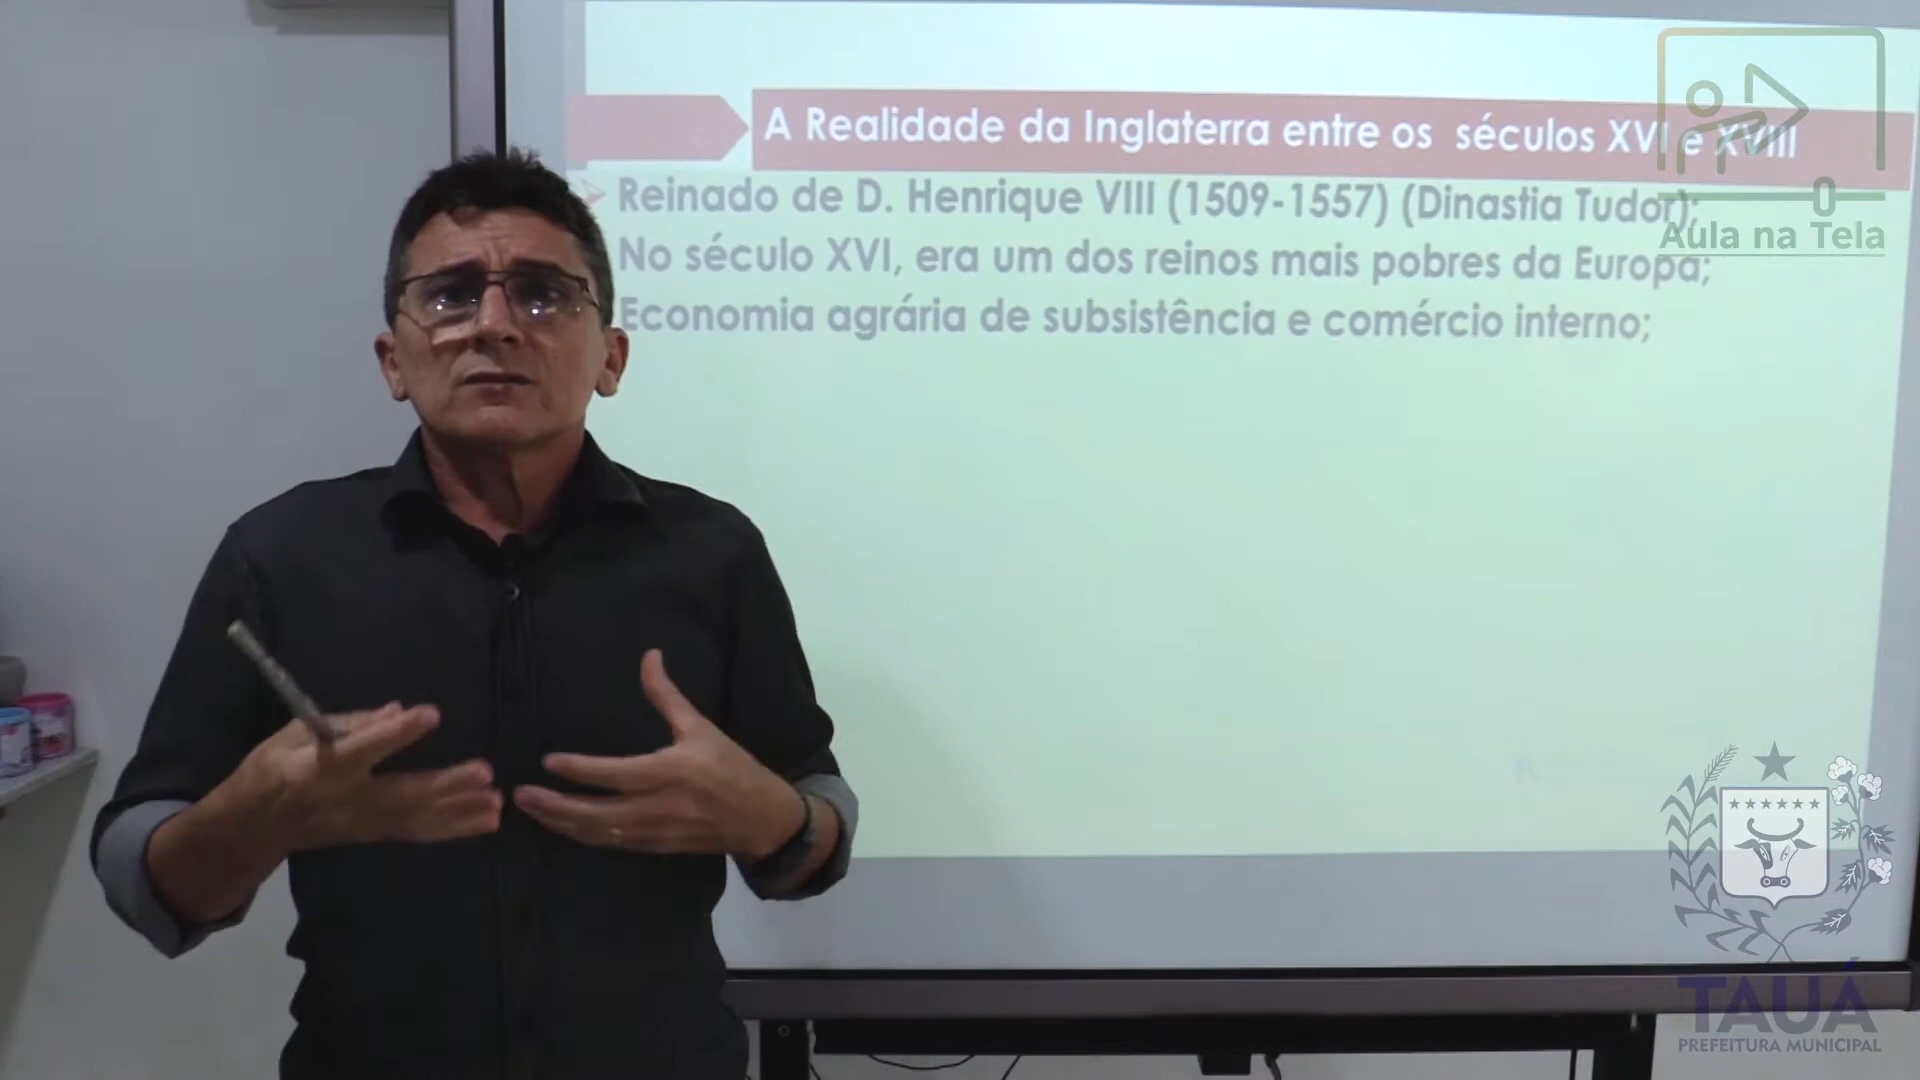 A Realidade da Inglaterra entre os séculos XVI e XVIII
Reinado de D. Henrique VIII (1509-1557) (Dinastia Tudor);
No século XVI, era um dos reinos mais pobres da Europa;
Economia agrária de subsistência e comércio interno;
Aula na Tela
TAUÁ
PREFEITURA MUNICIPAL